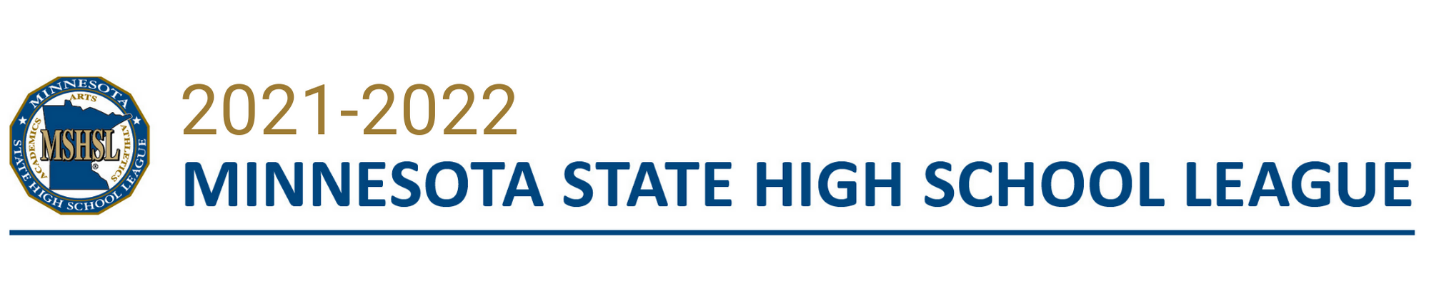 MINNESOTA
ARTS
ACADEMICS
ATHLETICS
MSHSL
®
STATE HIGH SCHOOL LEAGUE
2021-2022
MINNESOTA STATE HIGH SCHOOL LEAGUE